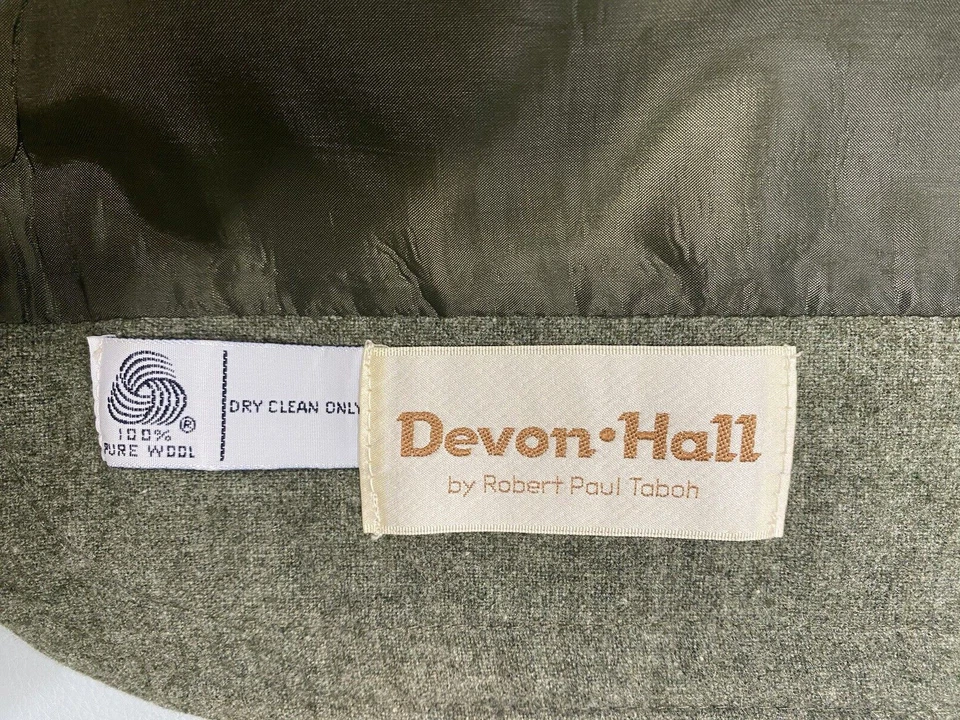 ®
100%
PURE WOOL
DRY CLEAN ONLY
Devon•Hall
by Robert Paul Taboh